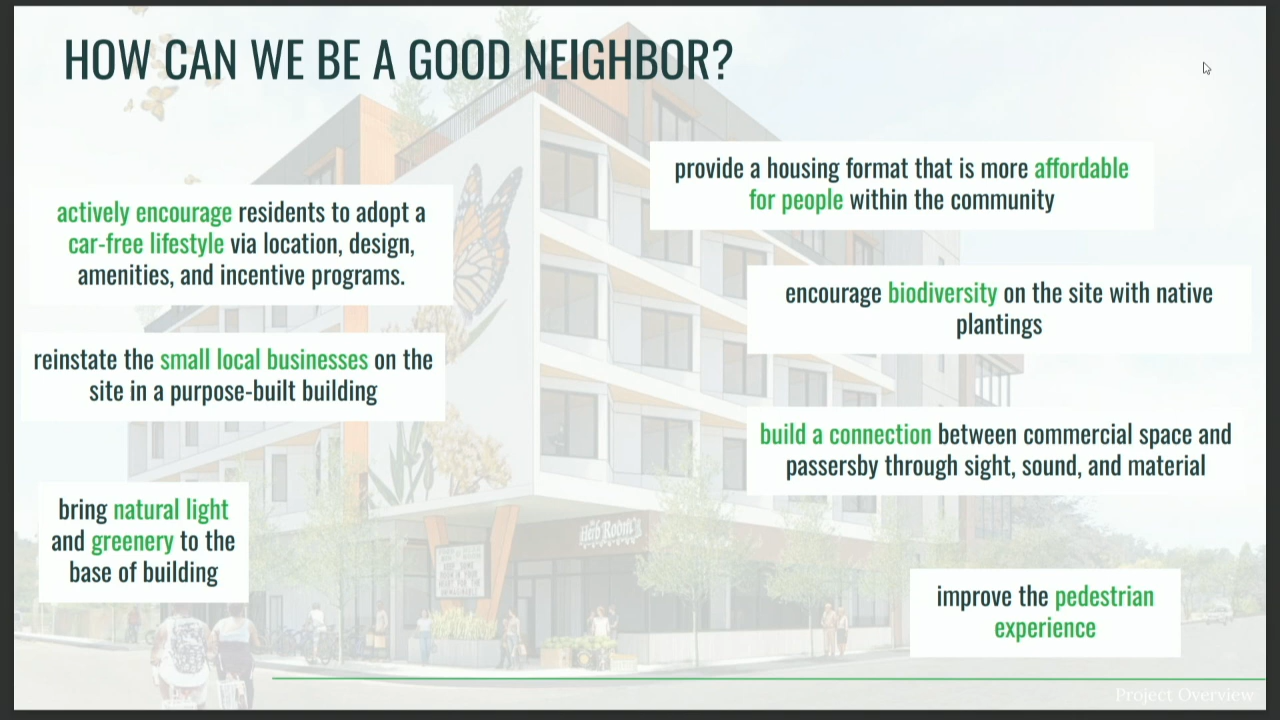 HOW CAN WE BE A GOOD NEIGHBOR?
actively encourage residents to adopt a
car-free lifestyle via location, design,
amenities, and incentive programs.
reinstate the small local businesses on the
site in a purpose-built building
bring natural light
and greenery to the
base of building
provide a housing format that is more affordable
for people within the community
encourage biodiversity on the site with native
plantings
build a connection between commercial space and
passersby through sight, sound, and material
improve the pedestrian
experience
Herb Room
Project Overview